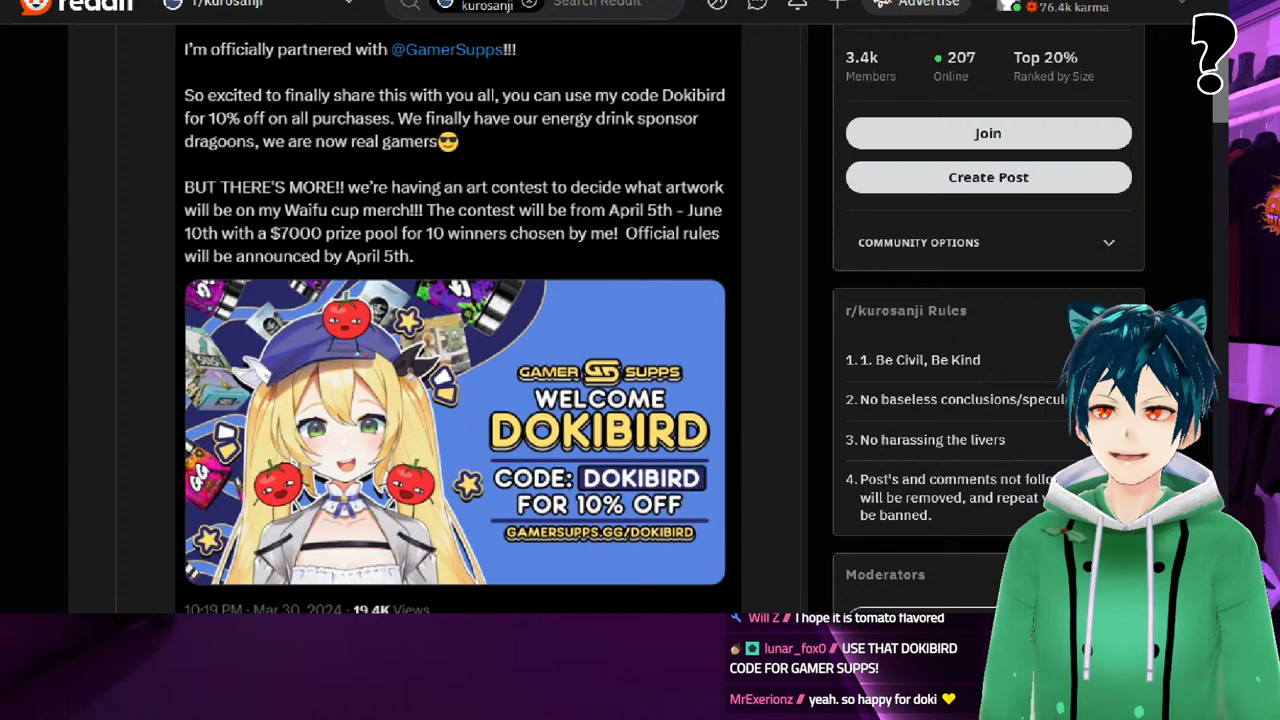 reddit
r/kurosanji
kurosanji
Search Reddit
Advertise
76.4k karma
I'm officially partnered with @GamerSupps!!!
So excited to finally share this with you all, you can use my code Dokibird
for 10% off on all purchases. We finally have our energy drink sponsor
dragoons, we are now real gamers😎
BUT THERE'S MORE!! we're having an art contest to decide what artwork
will be on my Waifu cup merch!!! The contest will be from April 5th - June
10th with a $7000 prize pool for 10 winners chosen by me! Official rules
will be announced by April 5th.
GAMER GS SUPPS
WELCOME
DOKIBIRD
CODE: DOKIBIRD
FOR 10% OFF
GAMERSUPPS.GG/DOKIBIRD
10:19 PM · Mar 30, 2024 · 19.4K Views
3.4k
Members
207
Online
Top 20%
Ranked by Size
Join
Create Post
COMMUNITY OPTIONS
r/kurosanji Rules
1. 1. Be Civil, Be Kind
2. No baseless conclusions/specul
3. No harassing the livers
4. Post's and comments not follo
will be removed, and repeat
be banned.
Moderators
?
Will Z // I hope it is tomato flavored
lunar_fox0 // USE THAT DOKIBIRD
CODE FOR GAMER SUPPS!
MrExerionz // yeah. so happy for doki 💛